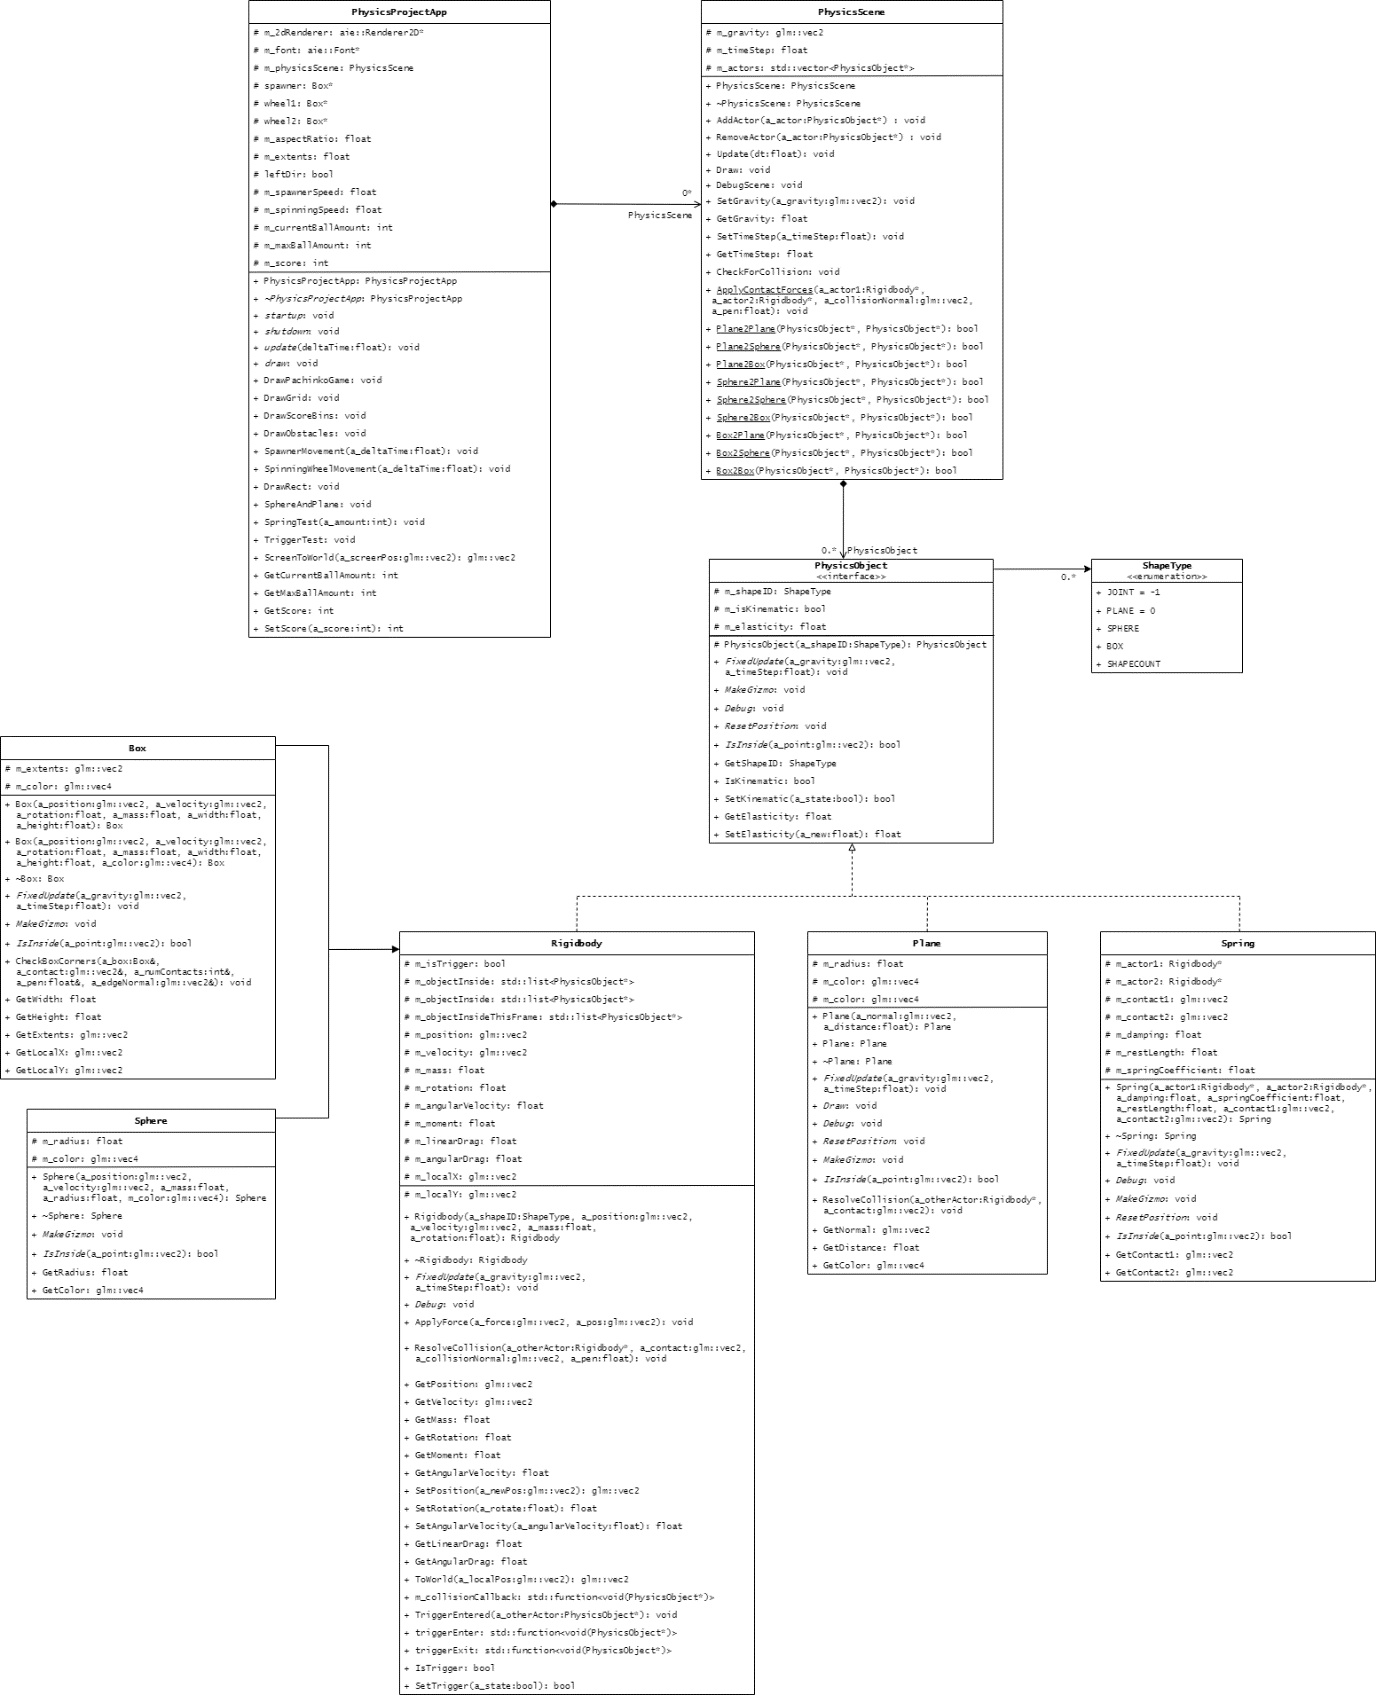 PhysicsProjectApp
# m_2dRenderer: aie::Renderer2D*
# m_font: aie::Font*
# m_physicsScene: PhysicsScene
# spawner: Box*
# wheel1: Box*
# wheel2: Box*
# m_aspectRatio: float
# m_extents: float
# leftDir: bool
# m_spawnerSpeed: float
# m_spinningSpeed: float
# m_currentBallAmount: int
# m_maxBallAmount: int
# m_score: int
+ PhysicsProjectApp: PhysicsProjectApp
+ ~PhysicsProjectApp: PhysicsProjectApp
+ startup: void
+ shutdown: void
+ update(deltaTime:float): void
+ draw: void
+ DrawPachinkoGame: void
+ DrawGrid: void
+ DrawScoreBins: void
+ DrawObstacles: void
+ SpawnerMovement(a_deltaTime:float): void
+ SpinningWheelMovement(a_deltaTime:float): void
+ DrawRect: void
+ SphereAndPlane: void
+ SpringTest(a_amount:int): void
+ TriggerTest: void
+ ScreenToWorld(a_screenPos:glm::vec2): glm::vec2
+ GetCurrentBallAmount: int
+ GetMaxBallAmount: int
+ GetScore: int
+ SetScore(a_score:int): int
0*
PhysicsScene
PhysicsScene
# m_gravity: glm::vec2
# m_timeStep: float
# m_actors: std::vector<PhysicsObject*>
+ PhysicsScene: PhysicsScene
+ ~PhysicsScene: PhysicsScene
+ AddActor(a_actor:PhysicsObject*) : void
+ RemoveActor(a_actor:PhysicsObject*) : void
+ Update(dt:float): void
+ Draw: void
+ DebugScene: void
+ SetGravity(a_gravity:glm::vec2): void
+ GetGravity: float
+ SetTimeStep(a_timeStep:float): void
+ GetTimeStep: float
+ CheckForCollision: void
+ ApplyContactForces(a_actor1:Rigidbody*,
a_actor2:Rigidbody*, a_collisionNormal:glm::vec2,
a_pen:float): void
+ Plane2Plane(PhysicsObject*, PhysicsObject*): bool
+ Plane2Sphere(PhysicsObject*, PhysicsObject*): bool
+ Plane2Box(PhysicsObject*, PhysicsObject*): bool
+ Sphere2Plane(PhysicsObject*, PhysicsObject*): bool
+ Sphere2Sphere(PhysicsObject*, PhysicsObject*): bool
+ Sphere2Box(PhysicsObject*, PhysicsObject*): bool
+ Box2Plane(PhysicsObject*, PhysicsObject*): bool
+ Box2Sphere(PhysicsObject*, PhysicsObject*): bool
+ Box2Box(PhysicsObject*, PhysicsObject*): bool
0.* PhysicsObject
PhysicsObject
<<interface>>
# m_shapeID: ShapeType
# m_isKinematic: bool
# m_elasticity: float
# PhysicsObject(a_shapeID:ShapeType): PhysicsObject
+ FixedUpdate(a_gravity:glm::vec2,
a_timeStep:float): void
+ MakeGizmo: void
+ Debug: void
+ ResetPosition: void
+ IsInside(a_point:glm::vec2): bool
+ GetShapeID: ShapeType
+ IsKinematic: bool
+ SetKinematic(a_state:bool): bool
+ GetElasticity: float
+ SetElasticity(a_new:float): float
0.*
ShapeType
<<enumeration>>
+ JOINT = -1
+ PLANE = 0
+ SPHERE
+ BOX
+ SHAPECOUNT
Box
# m_extents: glm::vec2
# m_color: glm::vec4
+ Box(a_position:glm::vec2, a_velocity:glm::vec2,
a_rotation:float, a_mass:float, a_width:float,
a_height:float): Box
+ Box(a_position:glm::vec2, a_velocity:glm::vec2,
a_rotation:float, a_mass:float, a_width:float,
a_height:float, a_color:glm::vec4): Box
+ ~Box: Box
+ FixedUpdate(a_gravity:glm::vec2,
a_timeStep:float): void
+ MakeGizmo: void
+ IsInside(a_point:glm::vec2): bool
+ CheckBoxCorners(a_box:Box&,
a_contact:glm::vec2&, a_numContacts:int&,
a_pen:float&, a_edgeNormal:glm::vec2&): void
+ GetWidth: float
+ GetHeight: float
+ GetExtents: glm::vec2
+ GetLocalX: glm::vec2
+ GetLocalY: glm::vec2
Sphere
# m_radius: float
# m_color: glm::vec4
+ Sphere(a_position:glm::vec2,
a_velocity:glm::vec2, a_mass:float,
a_radius:float, m_color:glm::vec4): Sphere
+ ~Sphere: Sphere
+ MakeGizmo: void
+ IsInside(a_point:glm::vec2): bool
+ GetRadius: float
+ GetColor: glm::vec4
Rigidbody
# m_isTrigger: bool
# m_objectInside: std::list<PhysicsObject*>
# m_objectInside: std::list<PhysicsObject*>
# m_objectInsideThisFrame: std::list<PhysicsObject*>
# m_position: glm::vec2
# m_velocity: glm::vec2
# m_mass: float
# m_rotation: float
# m_angularVelocity: float
# m_moment: float
# m_linearDrag: float
# m_angularDrag: float
# m_localX: glm::vec2
# m_localY: glm::vec2
+ Rigidbody(a_shapeID:ShapeType, a_position:glm::vec2,
a_velocity:glm::vec2, a_mass:float,
a_rotation:float): Rigidbody
+ ~Rigidbody: Rigidbody
+ FixedUpdate(a_gravity:glm::vec2,
a_timeStep:float): void
+ Debug: void
+ ApplyForce(a_force:glm::vec2, a_pos:glm::vec2): void
+ ResolveCollision(a_otherActor:Rigidbody*, a_contact:glm::vec2,
a_collisionNormal:glm::vec2, a_pen:float): void
+ GetPosition: glm::vec2
+ GetVelocity: glm::vec2
+ GetMass: float
+ GetRotation: float
+ GetMoment: float
+ GetAngularVelocity: float
+ SetPosition(a_newPos:glm::vec2): glm::vec2
+ SetRotation(a_rotate:float): float
+ SetAngularVelocity(a_angularVelocity:float): float
+ GetLinearDrag: float
+ GetAngularDrag: float
+ ToWorld(a_localPos:glm::vec2): glm::vec2
+ m_collisionCallback: std::function<void(PhysicsObject*)>
+ TriggerEntered(a_otherActor:PhysicsObject*): void
+ triggerEnter: std::function<void(PhysicsObject*)>
+ triggerExit: std::function<void(PhysicsObject*)>
+ IsTrigger: bool
+ SetTrigger(a_state:bool): bool
Plane
# m_radius: float
# m_color: glm::vec4
# m_color: glm::vec4
+ Plane(a_normal:glm::vec2,
a_distance:float): Plane
+ Plane: Plane
+ ~Plane: Plane
+ FixedUpdate(a_gravity:glm::vec2,
a_timeStep:float): void
+ Draw: void
+ Debug: void
+ ResetPosition: void
+ MakeGizmo: void
+ IsInside(a_point:glm::vec2): bool
+ ResolveCollision(a_otherActor:Rigidbody*,
a_contact:glm::vec2): void
+ GetNormal: glm::vec2
+ GetDistance: float
+ GetColor: glm::vec4
Spring
# m_actor1: Rigidbody*
# m_actor2: Rigidbody*
# m_contact1: glm::vec2
# m_contact2: glm::vec2
# m_damping: float
# m_restLength: float
# m_springCoefficient: float
+ Spring(a_actor1:Rigidbody*, a_actor2:Rigidbody*,
a_damping:float, a_springCoefficient:float,
a_restLength:float, a_contact1:glm::vec2,
a_contact2:glm::vec2): Spring
+ ~Spring: Spring
+ FixedUpdate(a_gravity:glm::vec2,
a_timeStep:float): void
+ Debug: void
+ MakeGizmo: void
+ ResetPosition: void
+ IsInside(a_point:glm::vec2): bool
+ GetContact1: glm::vec2
+ GetContact2: glm::vec2